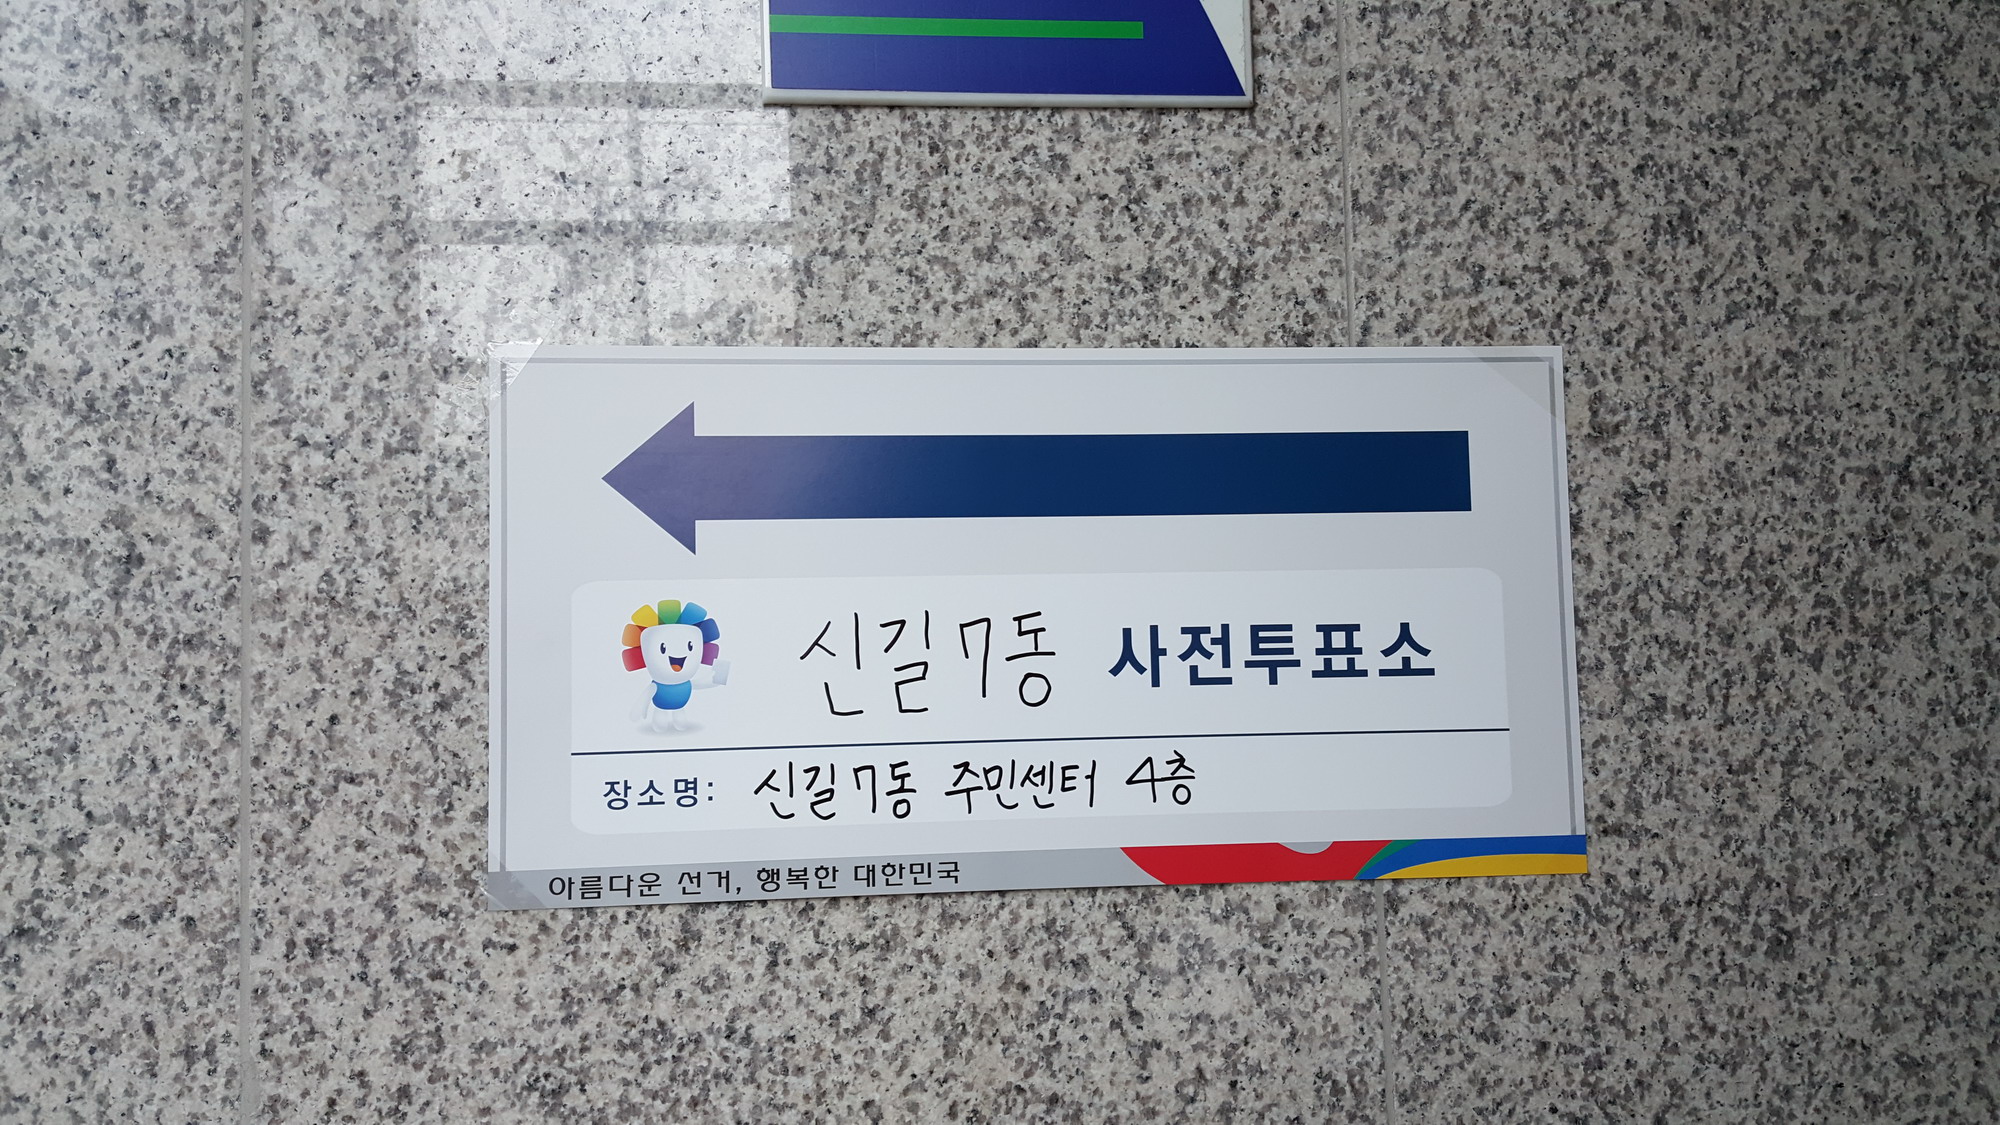 신길7동 사전투표소
장소명: 신길7동 주민센터 4층
아름다운 선거, 행복한 대한민국